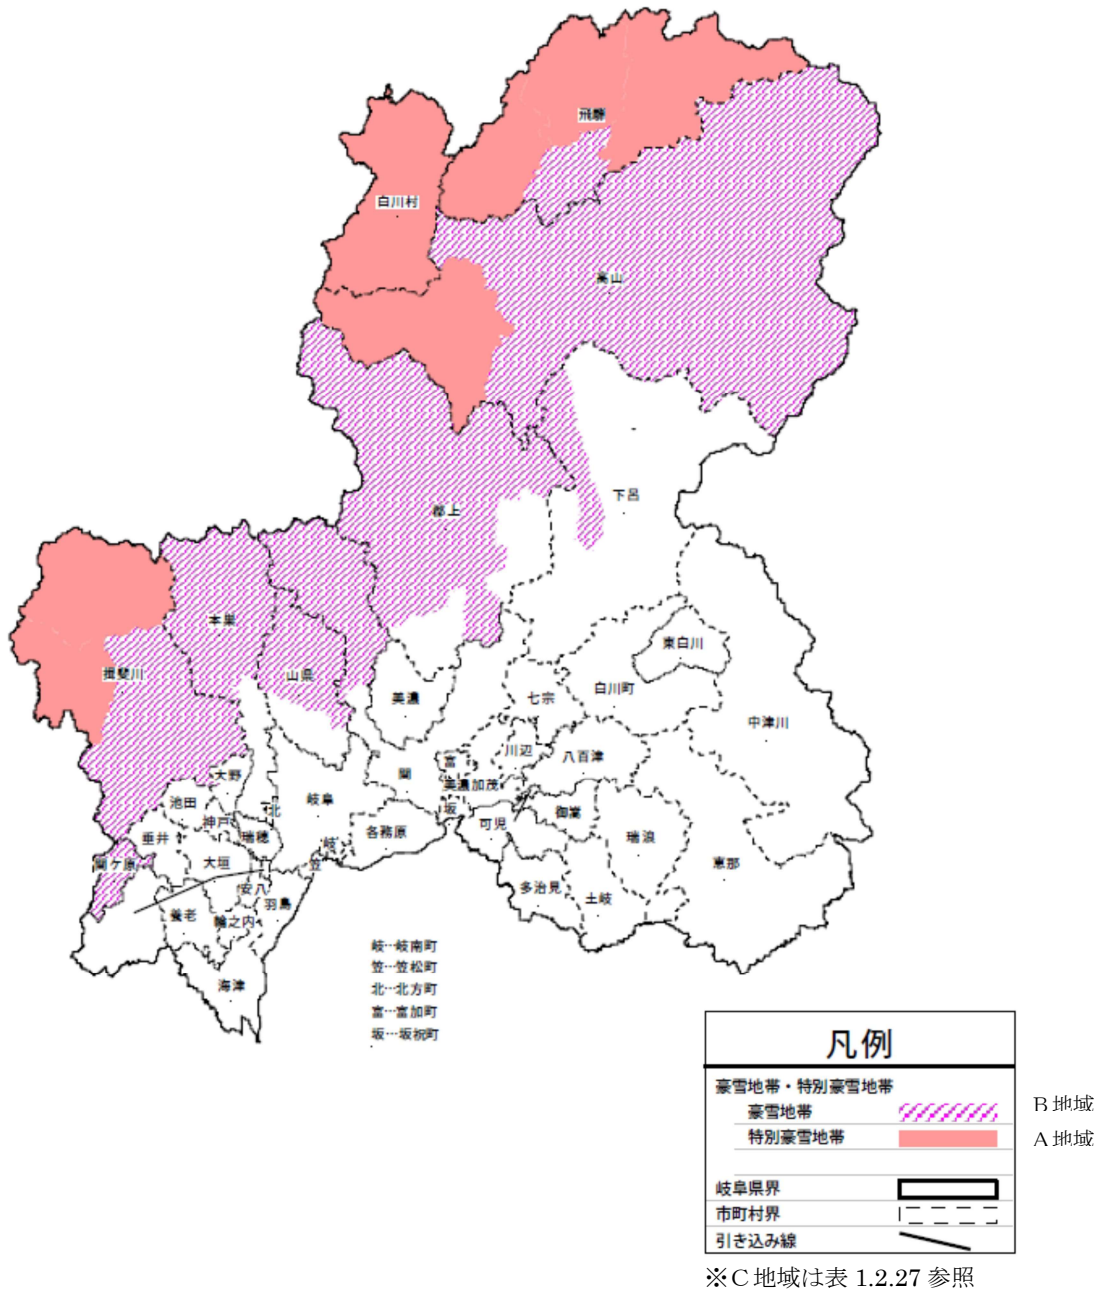 飛騨
白川村
高山
下呂
郡上
本巣
東白川
揖斐川
山県
白川町
七宗
美濃
中津川
川辺
八百津
富
関
大野
美濃加茂
池田
岐阜
北
坂
御嵩
神戸
可児
各務原
瑞穂
垂井
瑞浪
岐
大垣
関ケ原
恵那
笠
安八
多治見
土岐
羽島
養老
輪之内
海津
岐…岐南町
笠…笠松町
北…北方町
富…富加町
坂…坂祝町
凡例
豪雪地帯・特別豪雪地帯
豪雪地帯
B地域
特別豪雪地帯
A地域
岐阜県界
市町村界
引き込み線
※C地域は表 1.2.27 参照